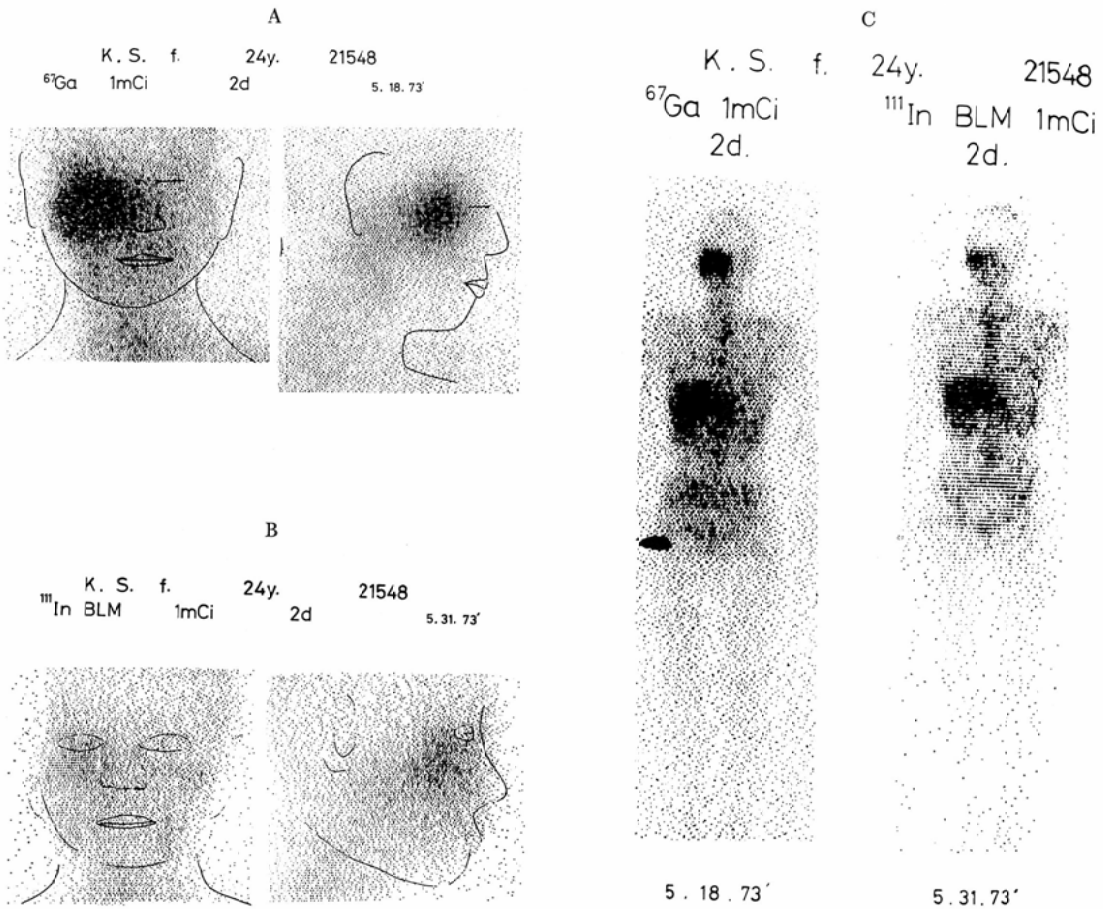 A
K. S. f. 24y. 21548
⁶⁷Ga 1mCi 2d 5. 18. 73'
B
K. S. f. 24y. 21548
¹¹¹In BLM 1mCi 2d 5. 31. 73'
C
K. S. f. 24y. 21548
⁶⁷Ga 1mCi ¹¹¹In BLM 1mCi
2d. 2d.
5. 18. 73' 5. 31. 73'